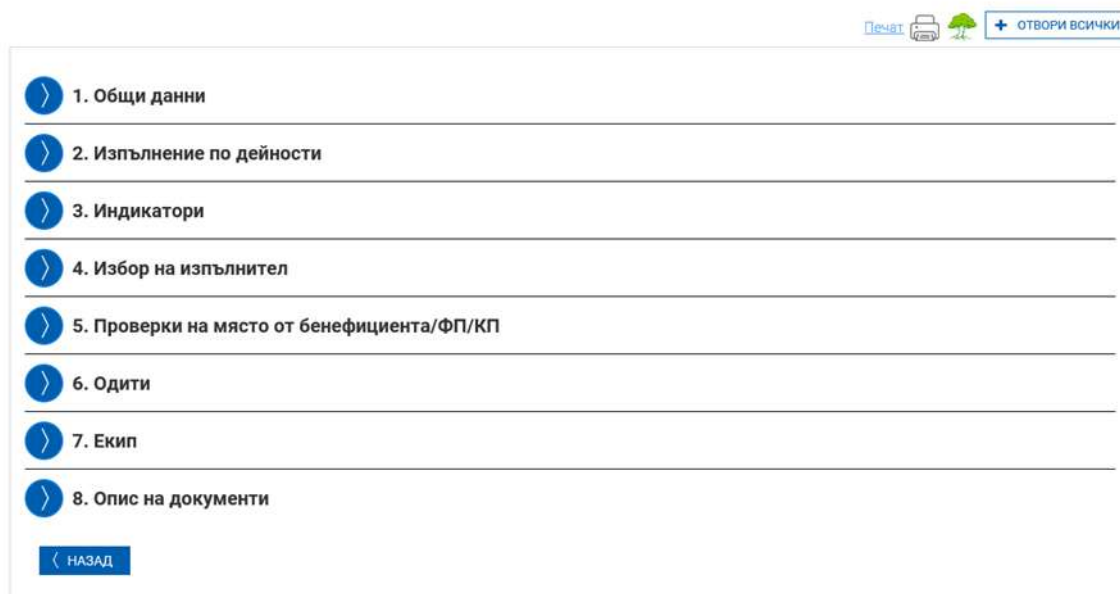 Печат + ОТВОРИ ВСИЧКИ
1. Общи данни
2. Изпълнение по дейности
3. Индикатори
4. Избор на изпълнител
5. Проверки на място от бенефициента/ФП/КП
6. Одити
7. Екип
8. Опис на документи
НАЗАД